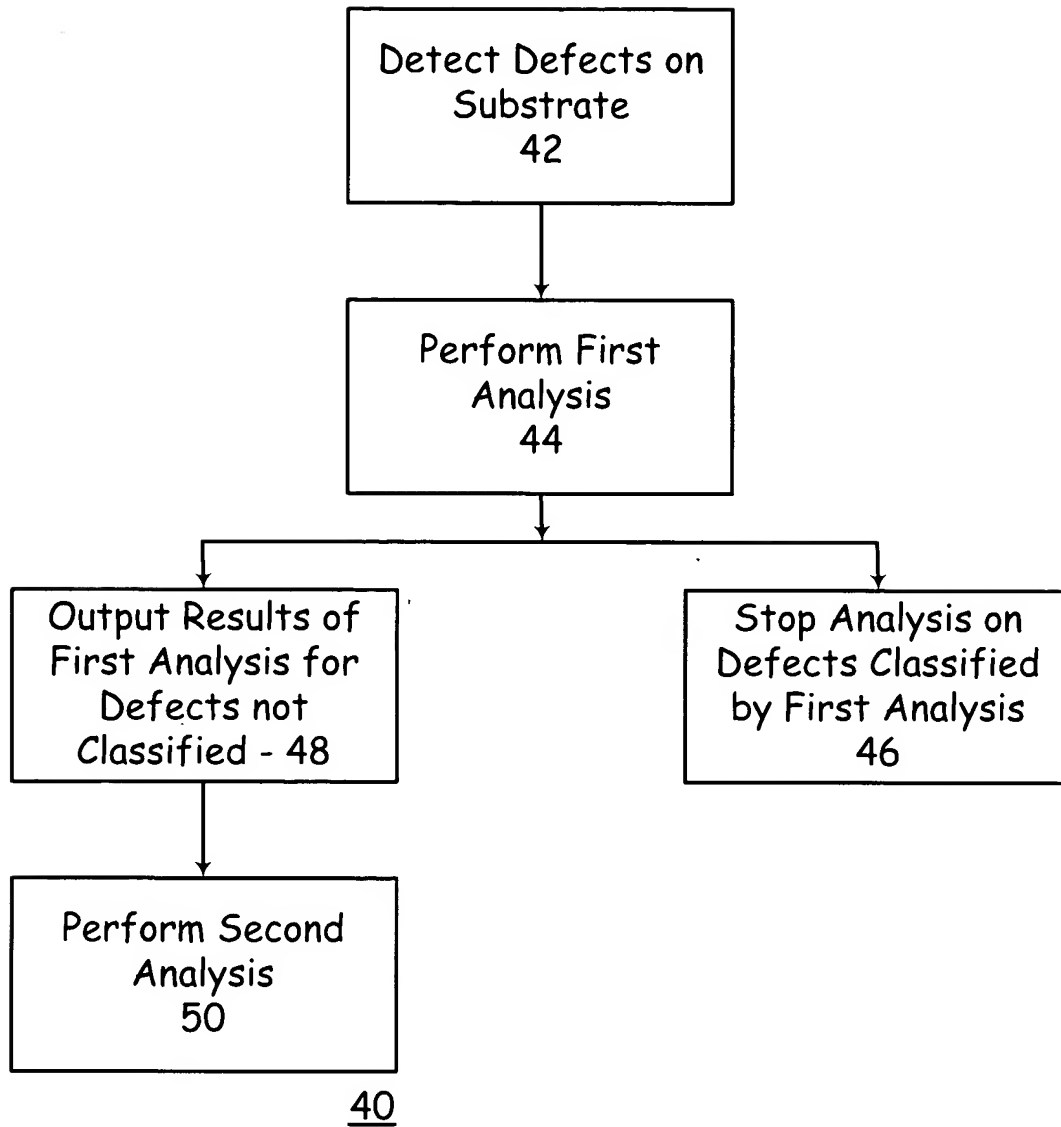 Detect Defects on
Substrate
42
Perform First
Analysis
44
Output Results of
First Analysis for
Defects not
Classified - 48
Stop Analysis on
Defects Classified
by First Analysis
46
Perform Second
Analysis
50
40